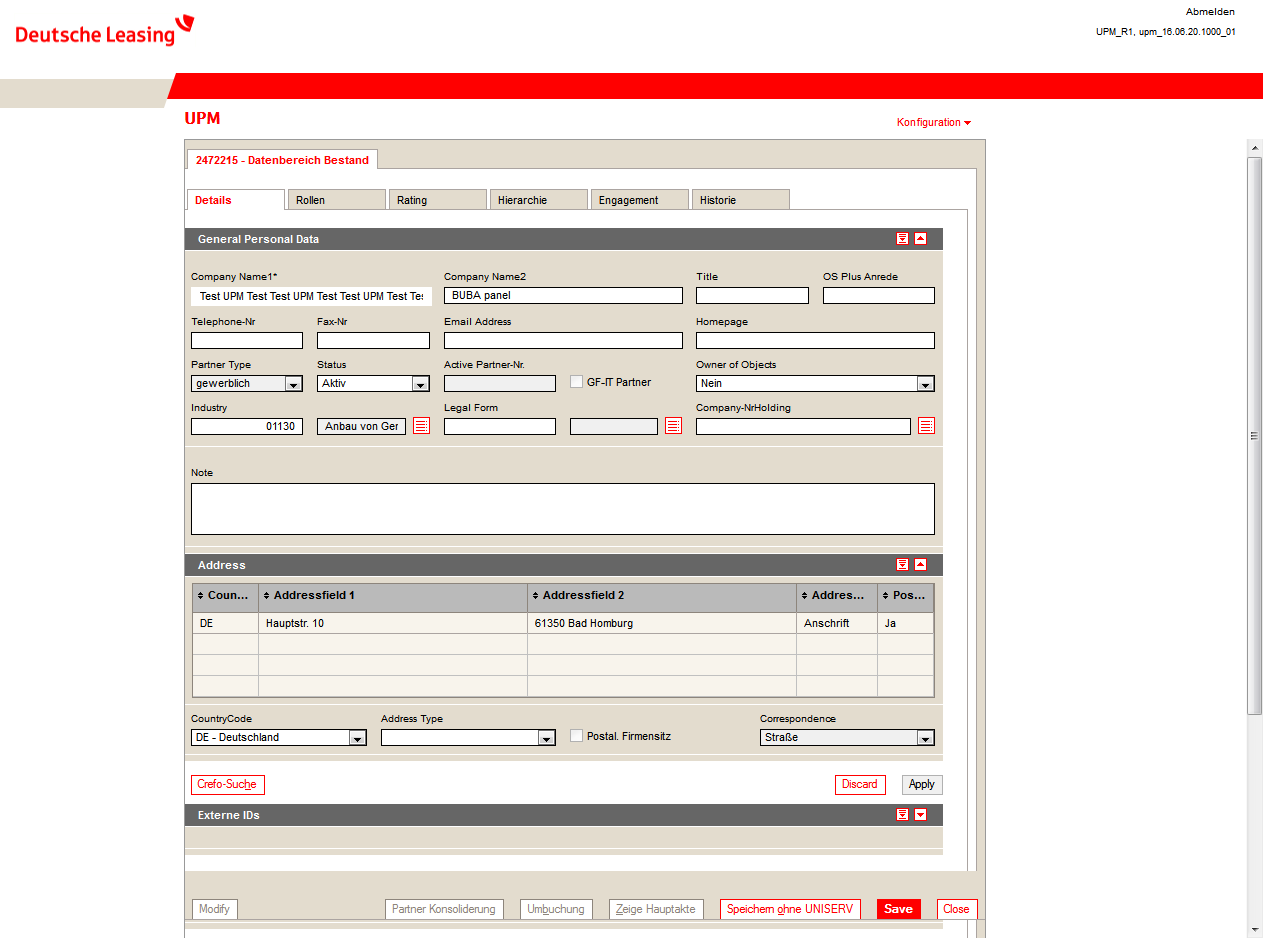 Deutsche Leasing
Abmelden
UPM_R1, upm_16.06.20.1000_01
UPM
Konfiguration
2472215 - Datenbereich Bestand
Details Rollen Rating Hierarchie Engagement Historie
General Personal Data
Company Name1* Company Name2 Title OS Plus Anrede
Test UPM Test Test UPM Test Test UPM Test Tes BUBA panel
Telephone-Nr Fax-Nr Email Address Homepage
Partner Type Status Active Partner-Nr. Owner of Objects
gewerblich Aktiv GF-IT Partner Nein
Industry Legal Form Company-NrHolding
01130 Anbau von Ger
Note
Address
Coun... Addressfield 1 Addressfield 2 Addres... Pos...
DE Hauptstr. 10 61350 Bad Homburg Anschrift Ja
CountryCode Address Type Correspondence
DE - Deutschland Postal. Firmensitz Straße
Crefo-Suche Discard Apply
Externe IDs
Modify Partner Konsoliderung Umbuchung Zeige Hauptakte Speichern ohne UNISERV Save Close